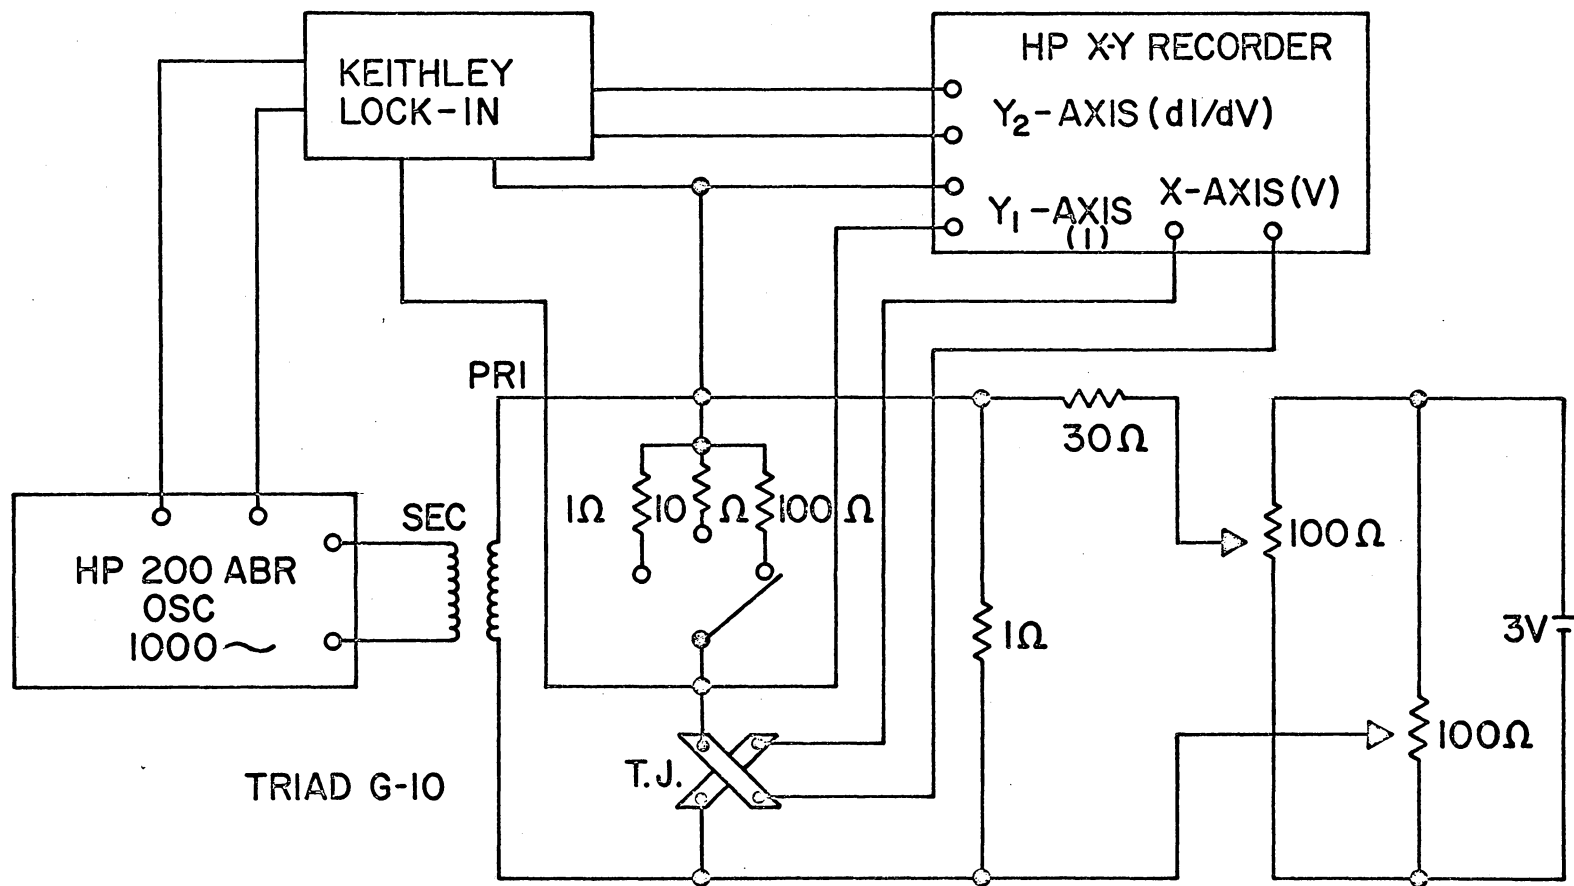 KEITHLEY
LOCK-IN
HP X-Y RECORDER
Y₂-AXIS (dI/dV)
X-AXIS (V)
Y₁-AXIS
(I)
PRI
30Ω
1Ω
10 Ω
100Ω
SEC
100Ω
HP 200 ABR
OSC
1000~
1Ω
3V
100Ω
T.J.
TRIAD G-10